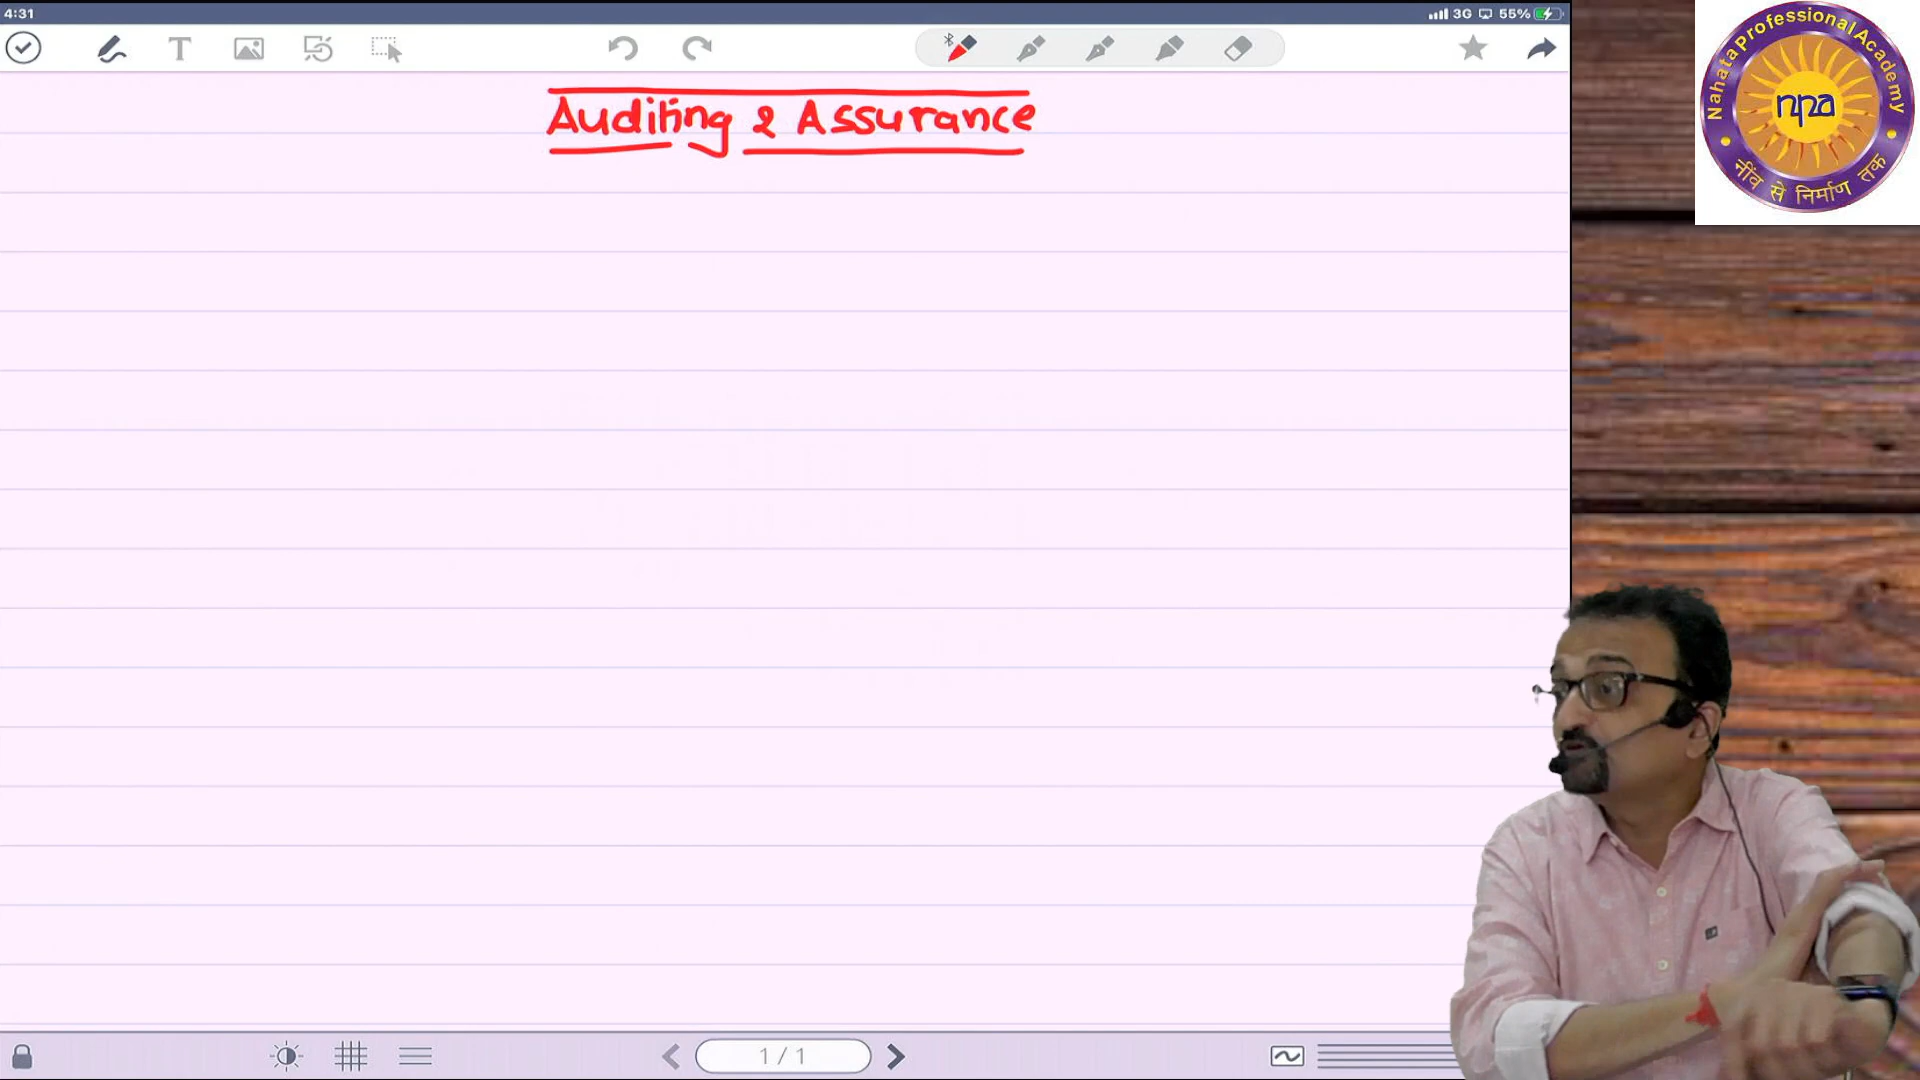 4:31
3G 55%
Nahata Professional Academy
npa
नींव से निर्माण तक
T
Auditing & Assurance
1 / 1